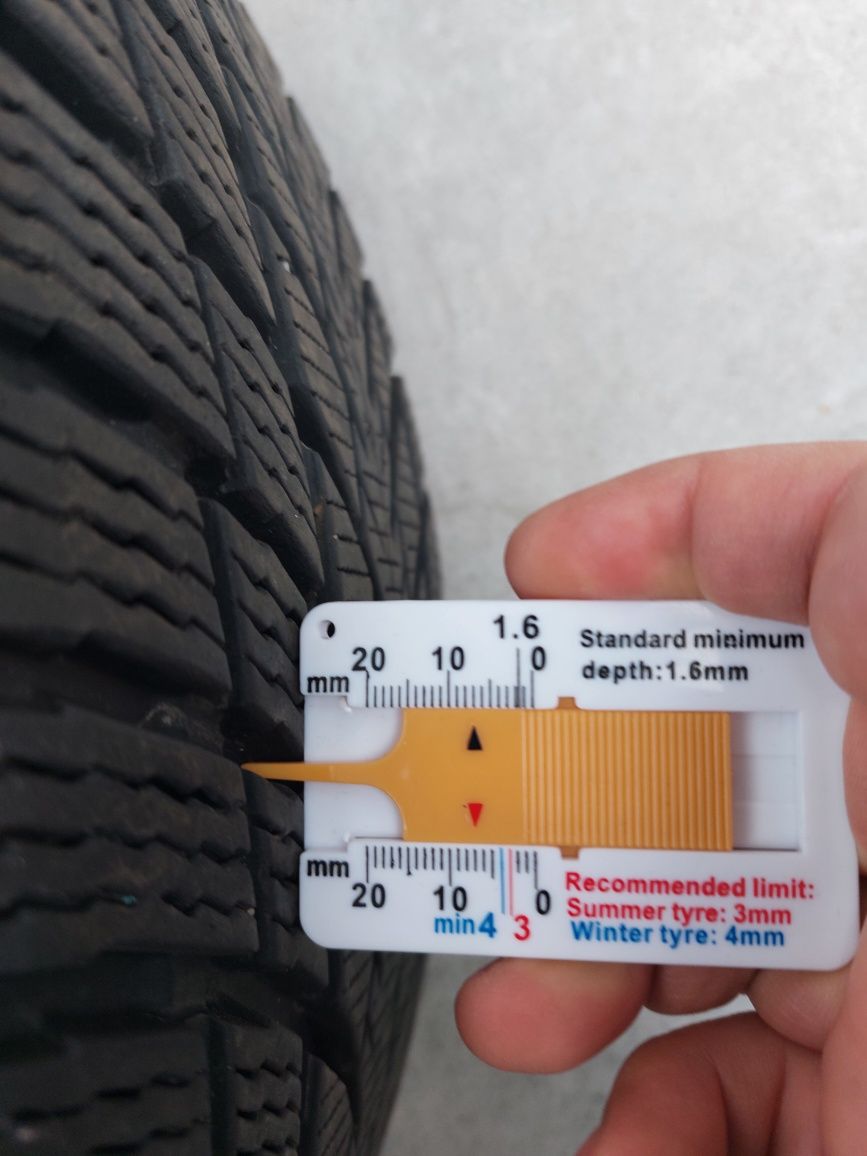 1.6
20 10 0
mm
Standard minimum
depth:1.6mm
mm
20 10 0
min4 3
Recommended limit:
Summer tyre: 3mm
Winter tyre: 4mm